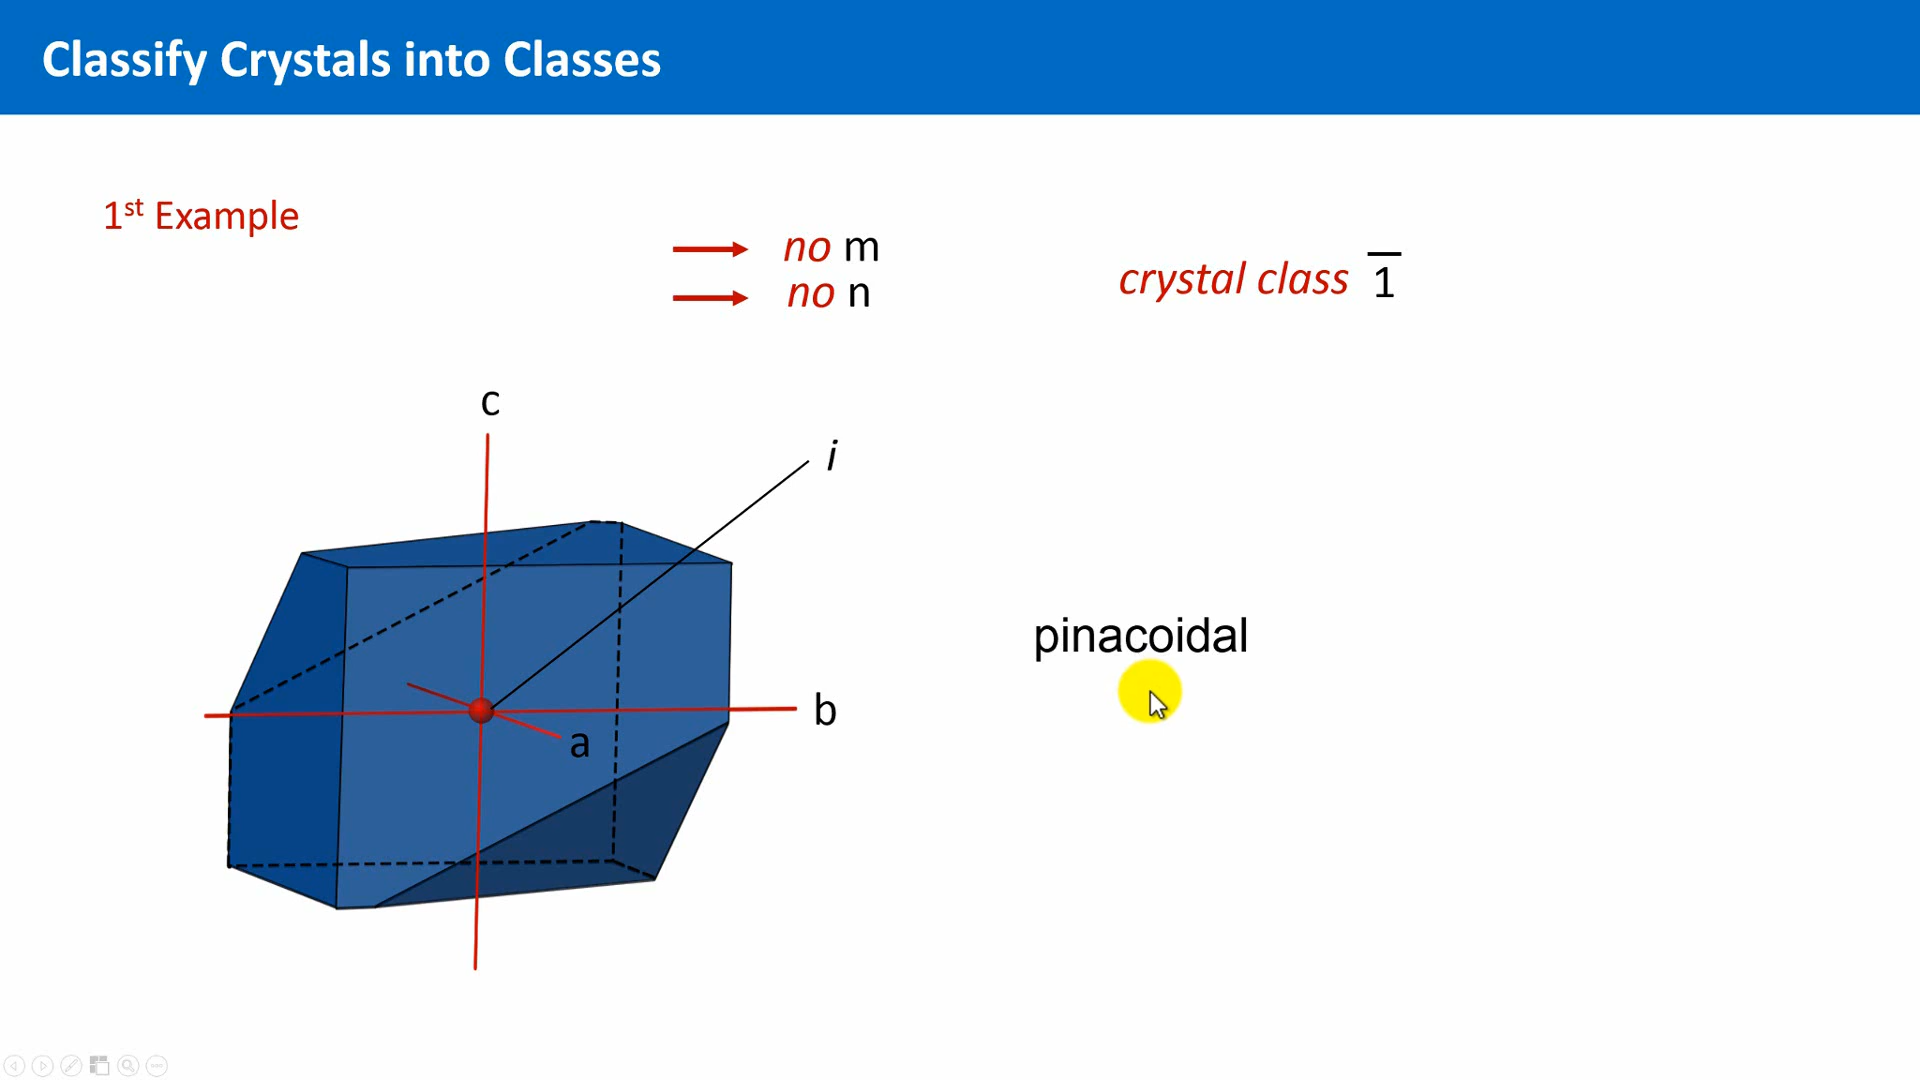 Classify Crystals into Classes
1st Example
no m
no n
crystal class 1̅
c
i
b
a
pinacoidal